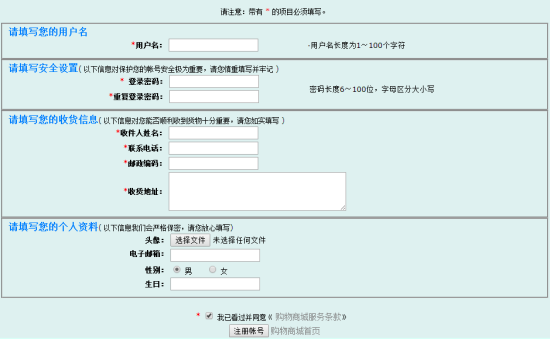 请注意：带有 * 的项目必须填写。
请填写您的用户名
*用户名： -用户名长度为1～100个字符
请填写安全设置( 以下信息对保护您的帐号安全极为重要，请您慎重填写并牢记 )
* 登录密码：
密码长度6～100位，字母区分大小写
*重复登录密码：
请填写您的收货信息( 以下信息对您能否顺利收到货物十分重要，请您如实填写 )
*收件人姓名：
*联系电话：
*邮政编码：
*收货地址：
请填写您的个人资料( 以下信息我们会严格保密，请您放心填写)
头像： 选择文件 未选择任何文件
电子邮箱：
性别： 男 女
生日：
* 我已看过并同意《 购物商城服务条款》
注册帐号 购物商城首页